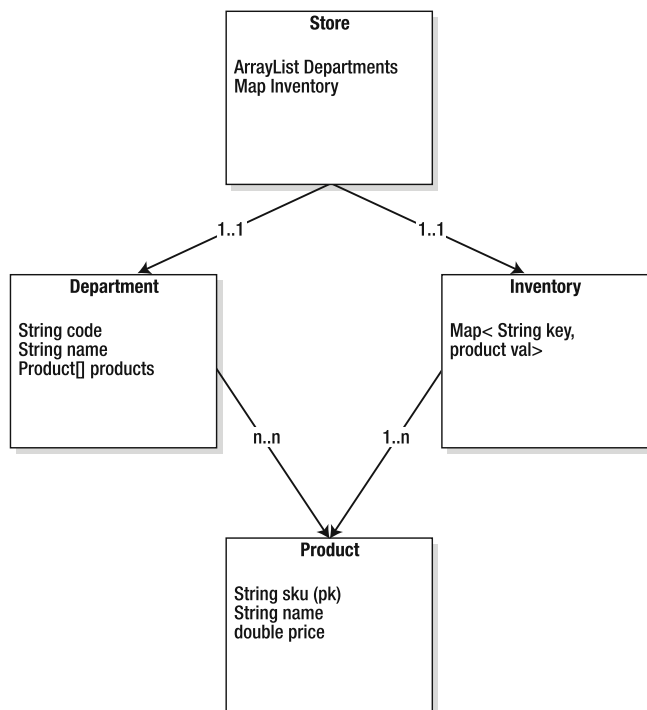 Store
ArrayList Departments
Map Inventory
1..1
1..1
Department
String code
String name
Product[] products
Inventory
Map< String key,
product val>
n..n
1..n
Product
String sku (pk)
String name
double price